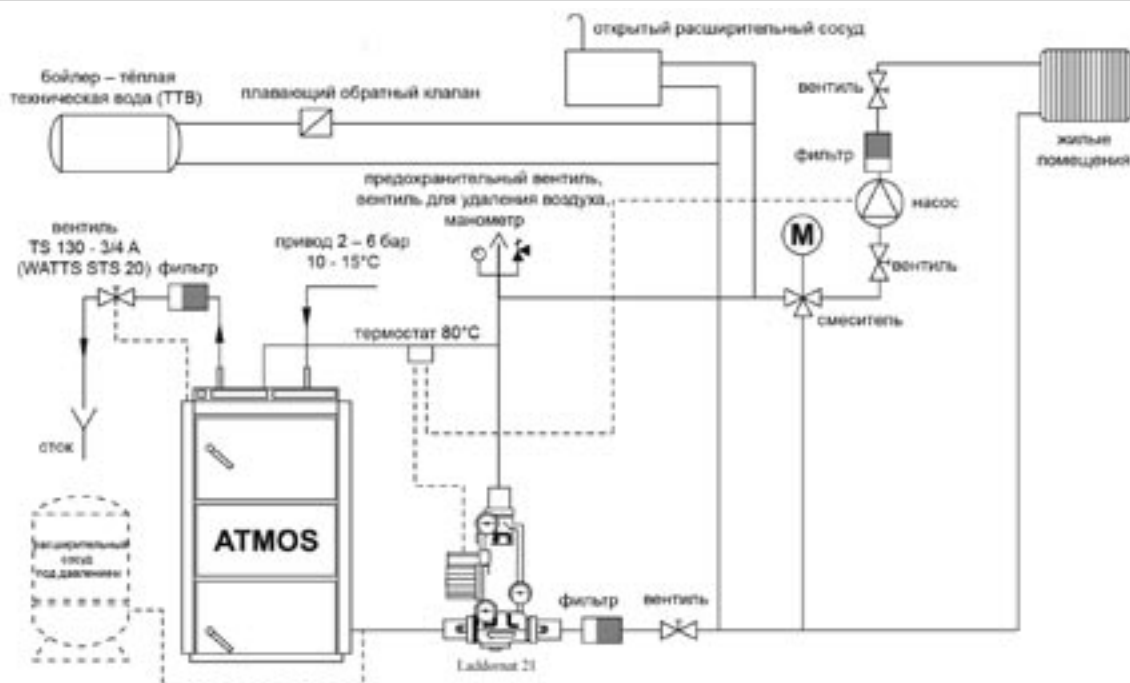 открытый расширительный сосуд
бойлер – тёплая
техническая вода (ТТВ)
плавающий обратный клапан
вентиль
фильтр
жилые
помещения
предохранительный вентиль,
вентиль для удаления воздуха,
манометр
насос
M
вентиль
TS 130 - 3/4 A
(WATTS STS 20)
фильтр
привод 2 – 6 бар
10 - 15°C
вентиль
смеситель
термостат 80°C
сток
ATMOS
расширительный
сосуд
под давлением
фильтр
вентиль
Laddomat 21